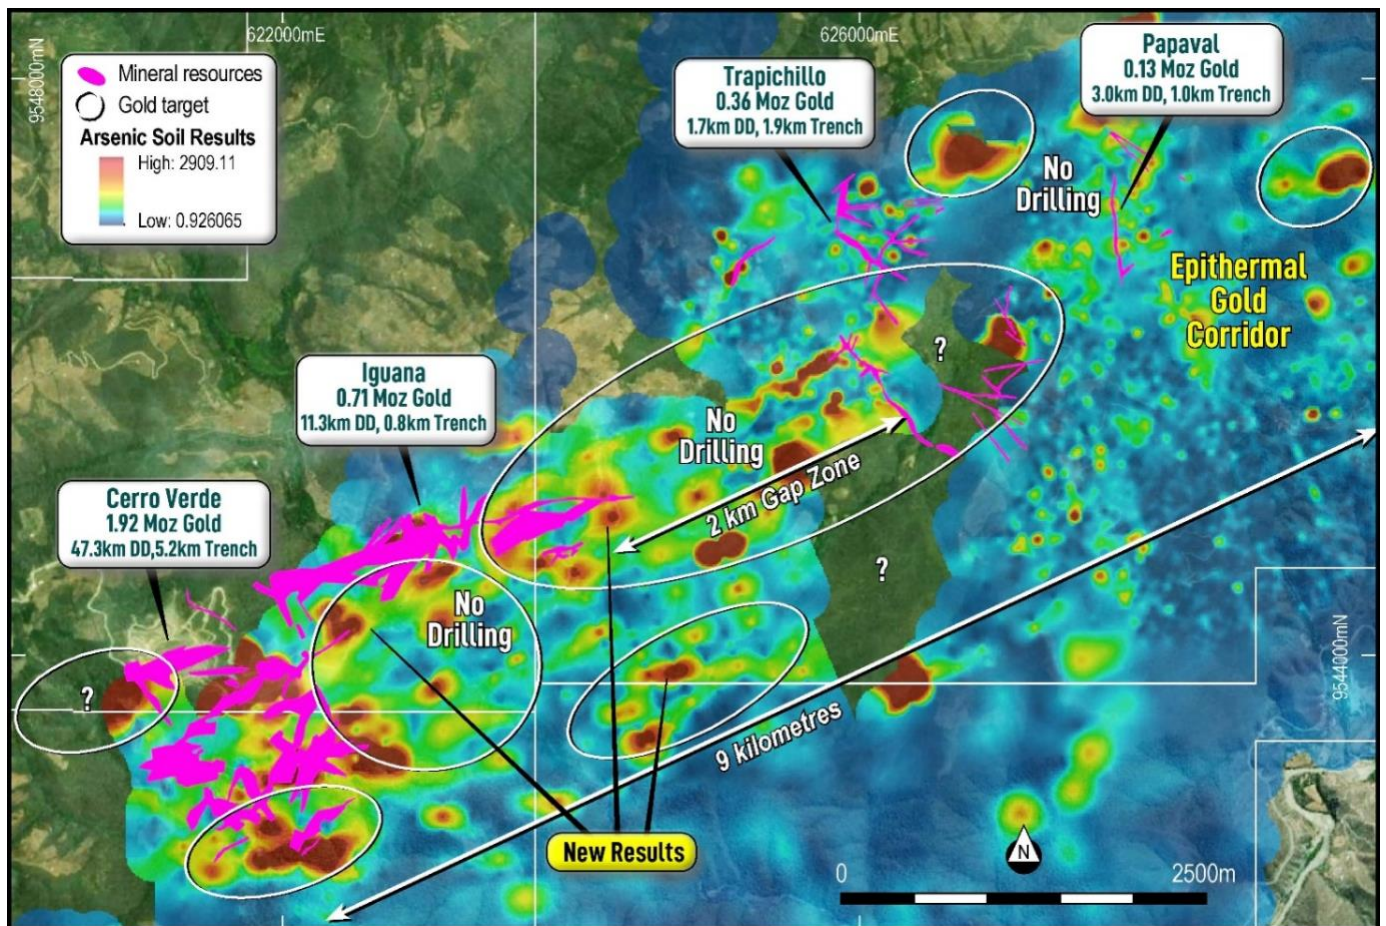 622000mE
626000mE
9548000mN
Mineral resources
Gold target
Arsenic Soil Results
High: 2909.11
Low: 0.926065
Trapichillo
0.36 Moz Gold
1.7km DD, 1.9km Trench
Papaval
0.13 Moz Gold
3.0km DD, 1.0km Trench
No
Drilling
Epithermal
Gold
Corridor
?
Iguana
0.71 Moz Gold
11.3km DD, 0.8km Trench
No
Drilling
2 km Gap Zone
Cerro Verde
1.92 Moz Gold
47.3km DD,5.2km Trench
?
No
Drilling
?
9544000mN
9 kilometres
New Results
N
0
2500m